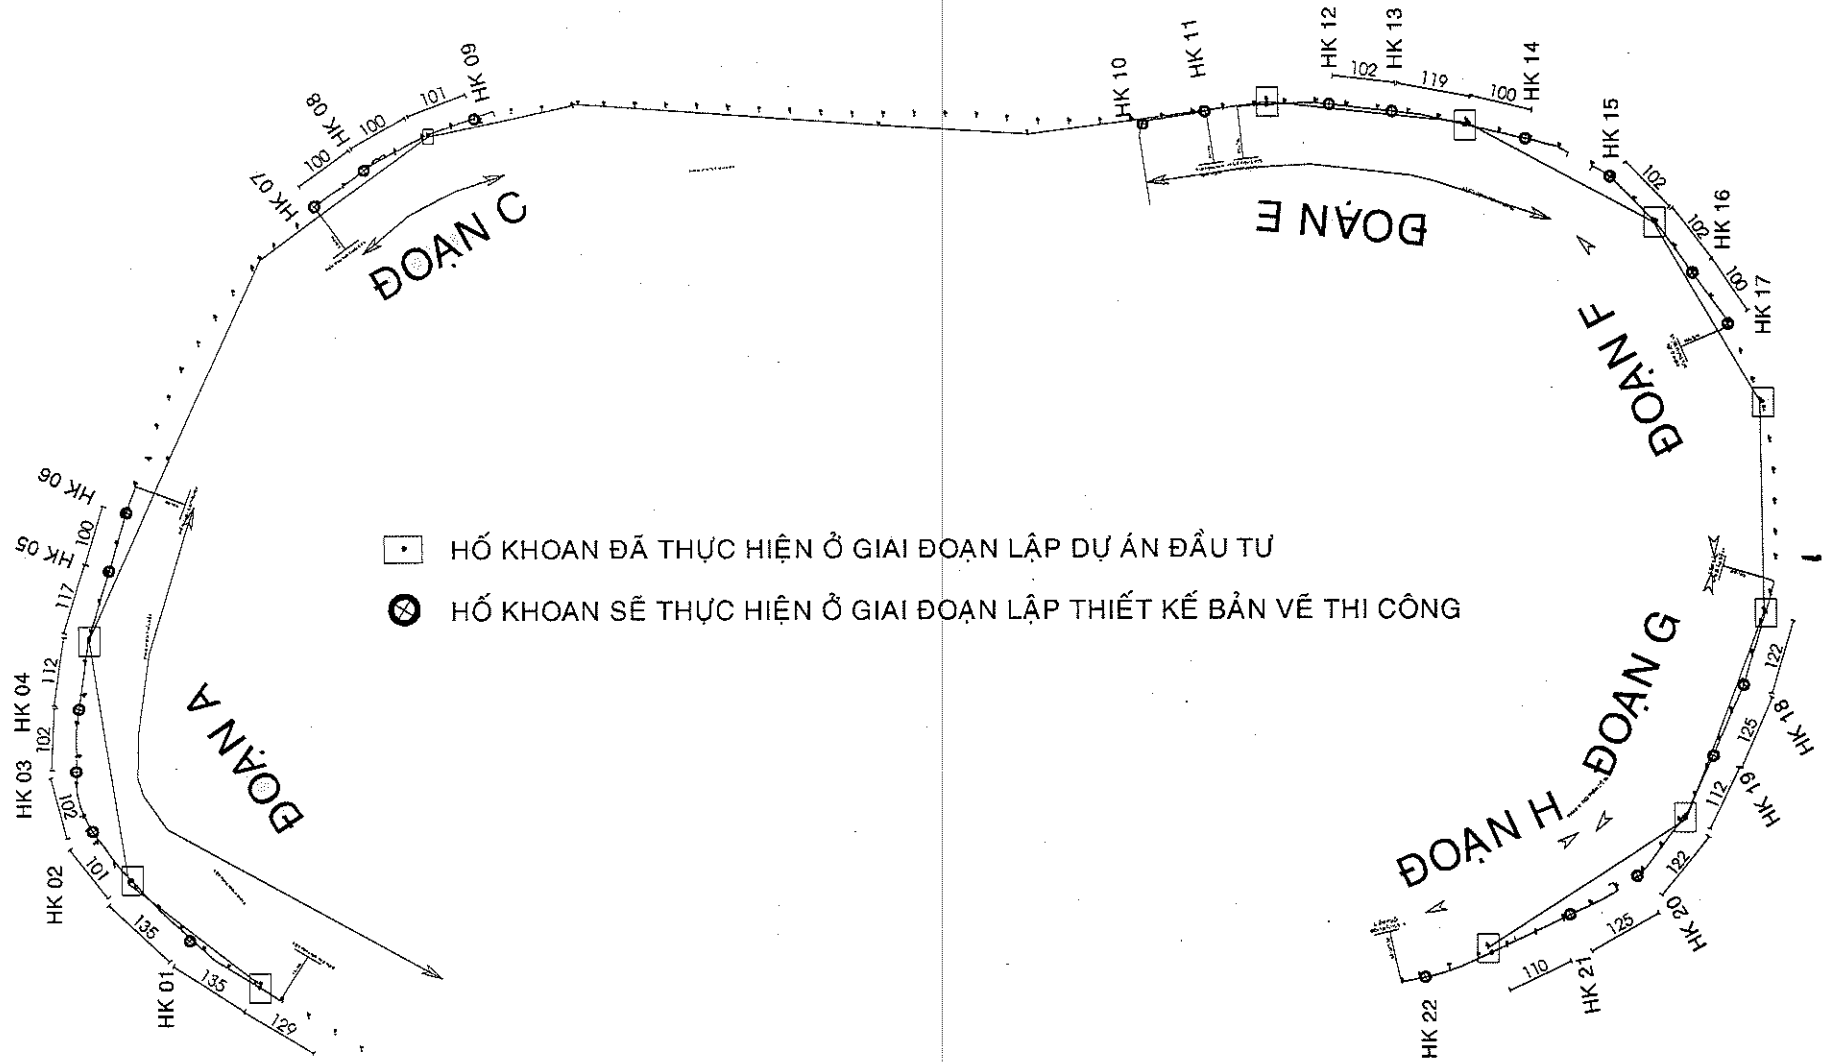 HK 09
101
HK 08
100
100
HK 07
ĐOẠN C
HK 10
HK 11
HK 12
HK 13
102
119
HK 14
100
HK 15
ĐOẠN E
102
HK 16
102
100
HK 17
ĐOẠN F
HK 06
100
HK 05
117
112
HK 04
102
HK 03
102
HK 02
101
135
HK 01
135
129
ĐOẠN A
HỐ KHOAN ĐÃ THỰC HIỆN Ở GIAI ĐOẠN LẬP DỰ ÁN ĐẦU TƯ
HỐ KHOAN SẼ THỰC HIỆN Ở GIAI ĐOẠN LẬP THIẾT KẾ BẢN VẼ THI CÔNG
ĐOẠN G
122
HK 18
125
HK 19
112
122
HK 20
ĐOẠN H
125
HK 21
110
HK 22